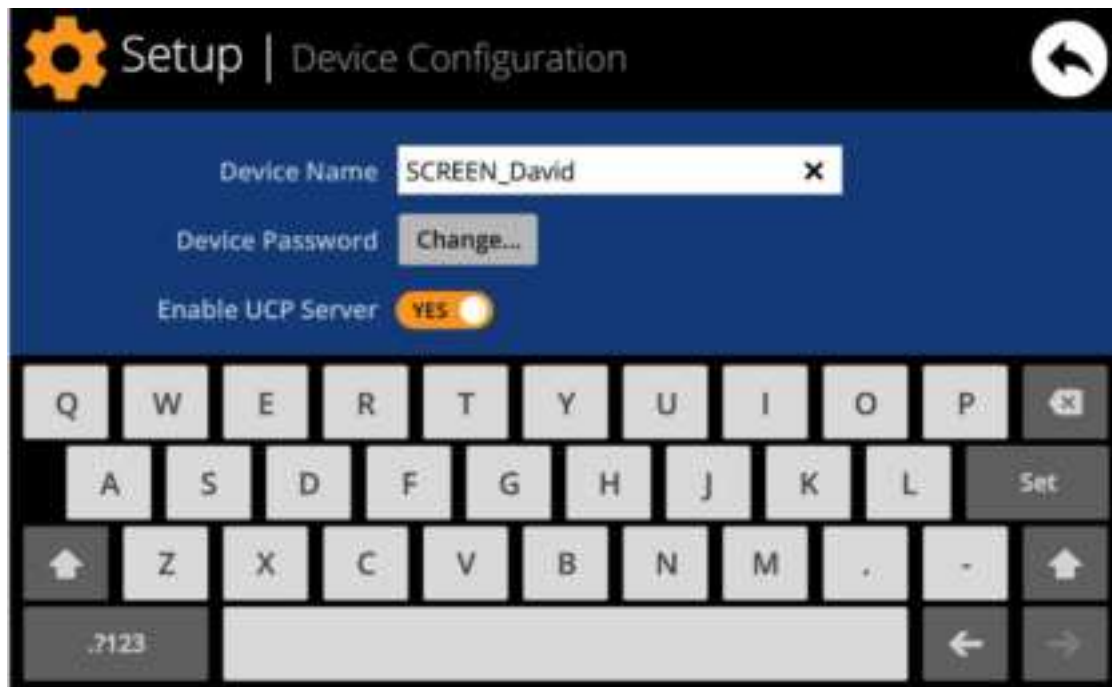 Setup | Device Configuration
Device Name SCREEN_David ×
Device Password Change...
Enable UCP Server YES
Q W E R T Y U I O P
A S D F G H J K L Set
Z X C V B N M . -
.?123